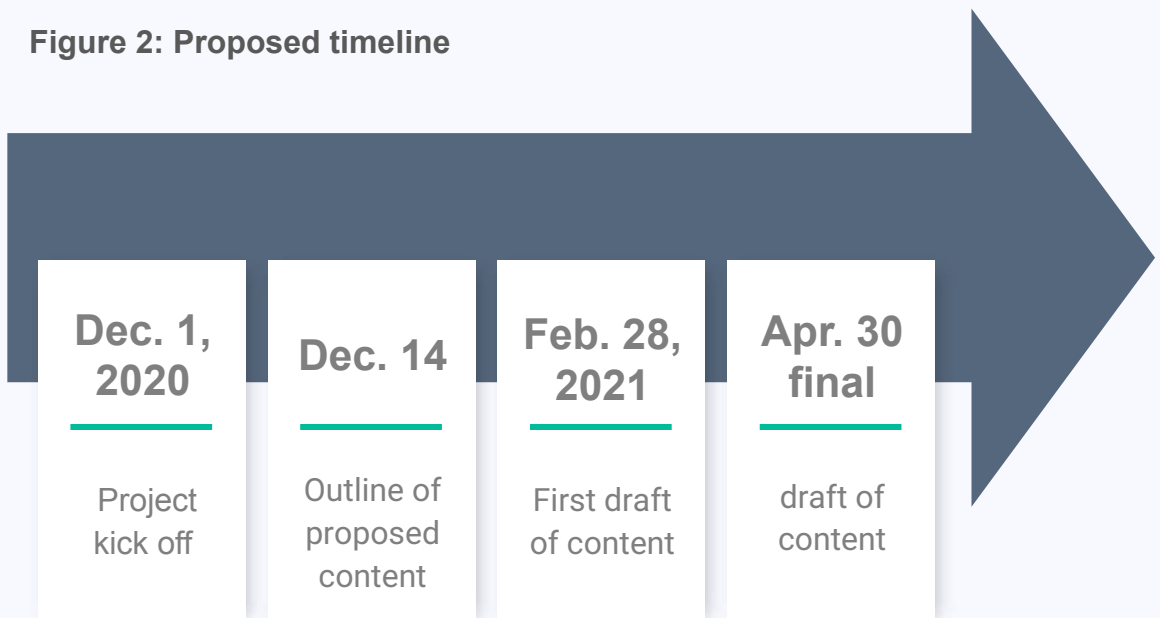 Figure 2: Proposed timeline
Dec. 1,
2020
Project
kick off
Dec. 14
Outline of
proposed
content
Feb. 28,
2021
First draft
of content
Apr. 30
final
draft of
content